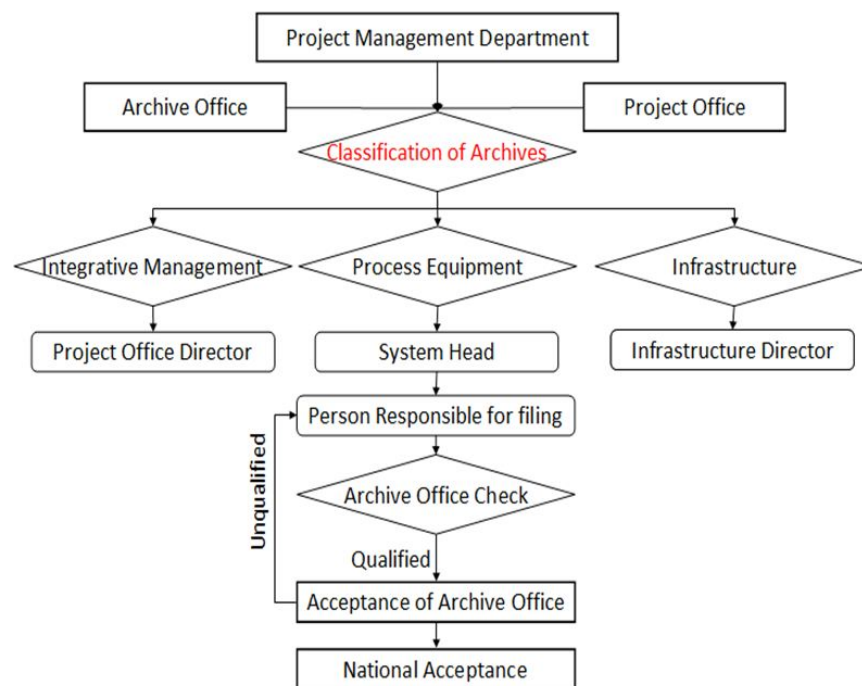 Project Management Department
Archive Office
Project Office
Classification of Archives
Integrative Management
Process Equipment
Infrastructure
Project Office Director
System Head
Infrastructure Director
Person Responsible for filing
Unqualified
Archive Office Check
Qualified
Acceptance of Archive Office
National Acceptance